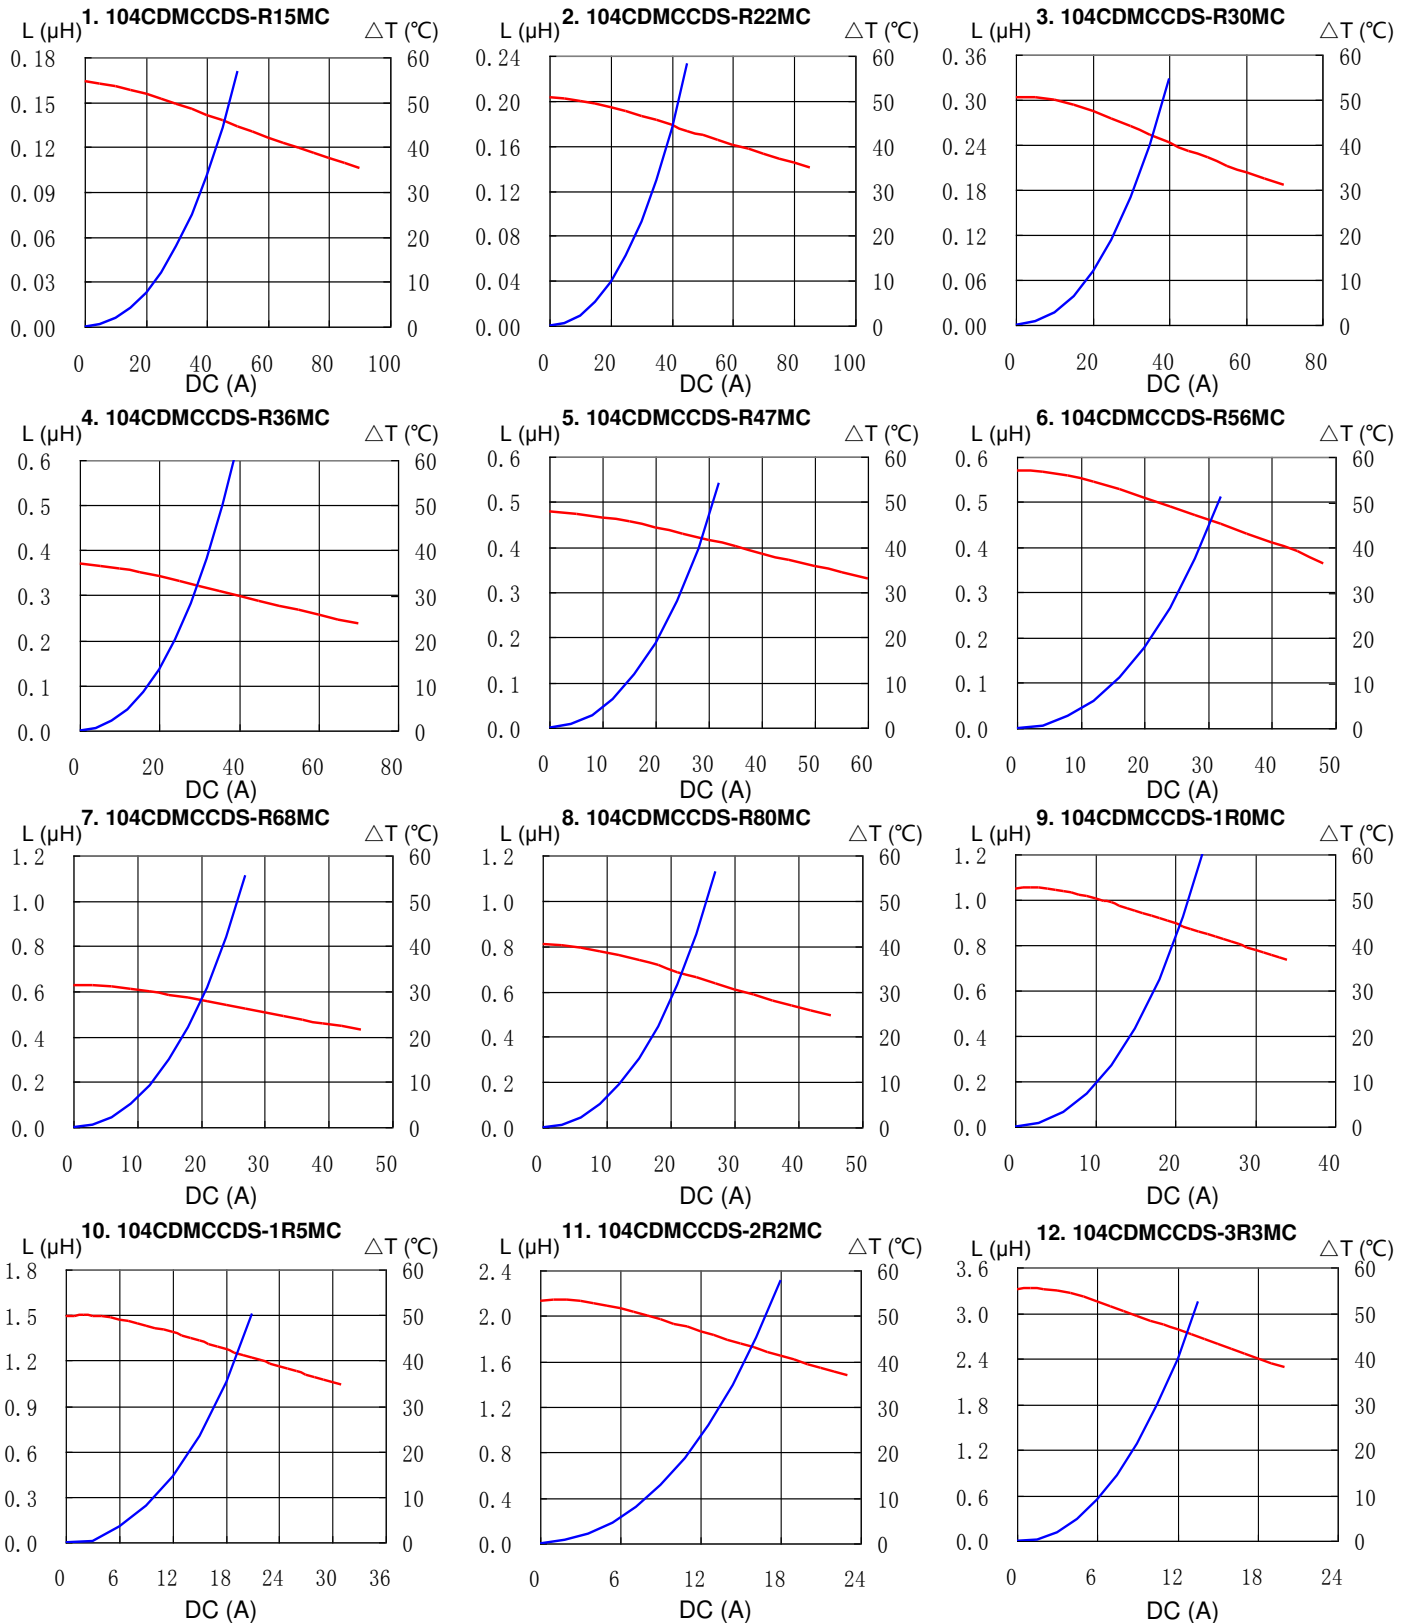 1. 104CDMCCDS-R15MC
L (µH)
△T (℃)
0.18
0.15
0.12
0.09
0.06
0.03
0.00
60
50
40
30
20
10
0
0 20 40 60 80 100
DC (A)
2. 104CDMCCDS-R22MC
L (µH)
△T (℃)
0.24
0.20
0.16
0.12
0.08
0.04
0.00
60
50
40
30
20
10
0
0 20 40 60 80 100
DC (A)
3. 104CDMCCDS-R30MC
L (µH)
△T (℃)
0.36
0.30
0.24
0.18
0.12
0.06
0.00
60
50
40
30
20
10
0
0 20 40 60 80
DC (A)
4. 104CDMCCDS-R36MC
L (µH)
△T (℃)
0.6
0.5
0.4
0.3
0.2
0.1
0.0
60
50
40
30
20
10
0
0 20 40 60 80
DC (A)
5. 104CDMCCDS-R47MC
L (µH)
△T (℃)
0.6
0.5
0.4
0.3
0.2
0.1
0.0
60
50
40
30
20
10
0
0 10 20 30 40 50 60
DC (A)
6. 104CDMCCDS-R56MC
L (µH)
△T (℃)
0.6
0.5
0.4
0.3
0.2
0.1
0.0
60
50
40
30
20
10
0
0 10 20 30 40 50
DC (A)
7. 104CDMCCDS-R68MC
L (µH)
△T (℃)
1.2
1.0
0.8
0.6
0.4
0.2
0.0
60
50
40
30
20
10
0
0 10 20 30 40 50
DC (A)
8. 104CDMCCDS-R80MC
L (µH)
△T (℃)
1.2
1.0
0.8
0.6
0.4
0.2
0.0
60
50
40
30
20
10
0
0 10 20 30 40 50
DC (A)
9. 104CDMCCDS-1R0MC
L (µH)
△T (℃)
1.2
1.0
0.8
0.6
0.4
0.2
0.0
60
50
40
30
20
10
0
0 10 20 30 40
DC (A)
10. 104CDMCCDS-1R5MC
L (µH)
△T (℃)
1.8
1.5
1.2
0.9
0.6
0.3
0.0
60
50
40
30
20
10
0
0 6 12 18 24 30 36
DC (A)
11. 104CDMCCDS-2R2MC
L (µH)
△T (℃)
2.4
2.0
1.6
1.2
0.8
0.4
0.0
60
50
40
30
20
10
0
0 6 12 18 24
DC (A)
12. 104CDMCCDS-3R3MC
L (µH)
△T (℃)
3.6
3.0
2.4
1.8
1.2
0.6
0.0
60
50
40
30
20
10
0
0 6 12 18 24
DC (A)